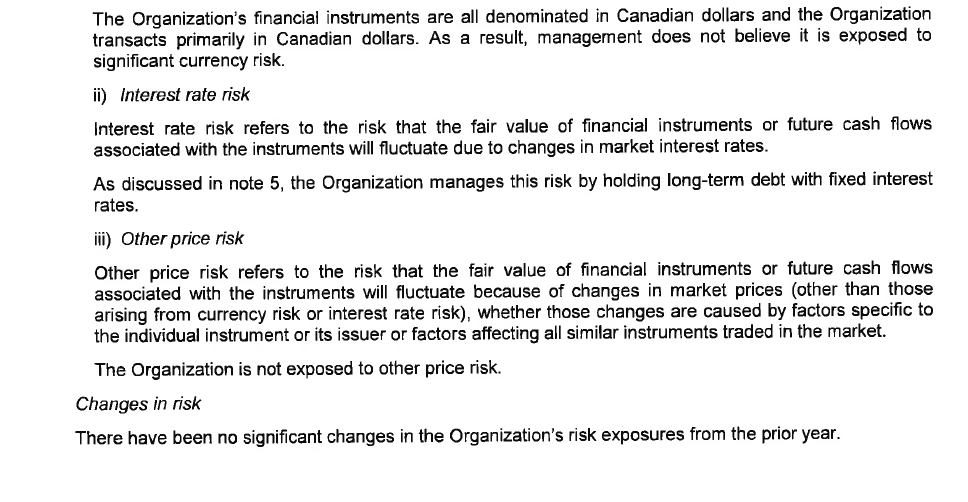 The Organization's financial instruments are all denominated in Canadian dollars and the Organization
transacts primarily in Canadian dollars. As a result, management does not believe it is exposed to
significant currency risk.
ii) Interest rate risk
Interest rate risk refers to the risk that the fair value of financial instruments or future cash flows
associated with the instruments will fluctuate due to changes in market interest rates.
As discussed in note 5, the Organization manages this risk by holding long-term debt with fixed interest
rates.
iii) Other price risk
Other price risk refers to the risk that the fair value of financial instruments or future cash flows
associated with the instruments will fluctuate because of changes in market prices (other than those
arising from currency risk or interest rate risk), whether those changes are caused by factors specific to
the individual instrument or its issuer or factors affecting all similar instruments traded in the market.
The Organization is not exposed to other price risk.
Changes in risk
There have been no significant changes in the Organization's risk exposures from the prior year.